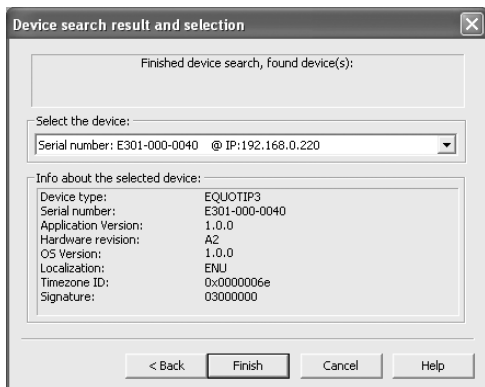 Device search result and selection
Finished device search, found device(s):
Select the device:
Serial number: E301-000-0040 @ IP:192.168.0.220
Info about the selected device:
Device type: EQUOTIP3
Serial number: E301-000-0040
Application Version: 1.0.0
Hardware revision: A2
OS Version: 1.0.0
Localization: ENU
Timezone ID: 0x0000006e
Signature: 03000000
< Back Finish Cancel Help